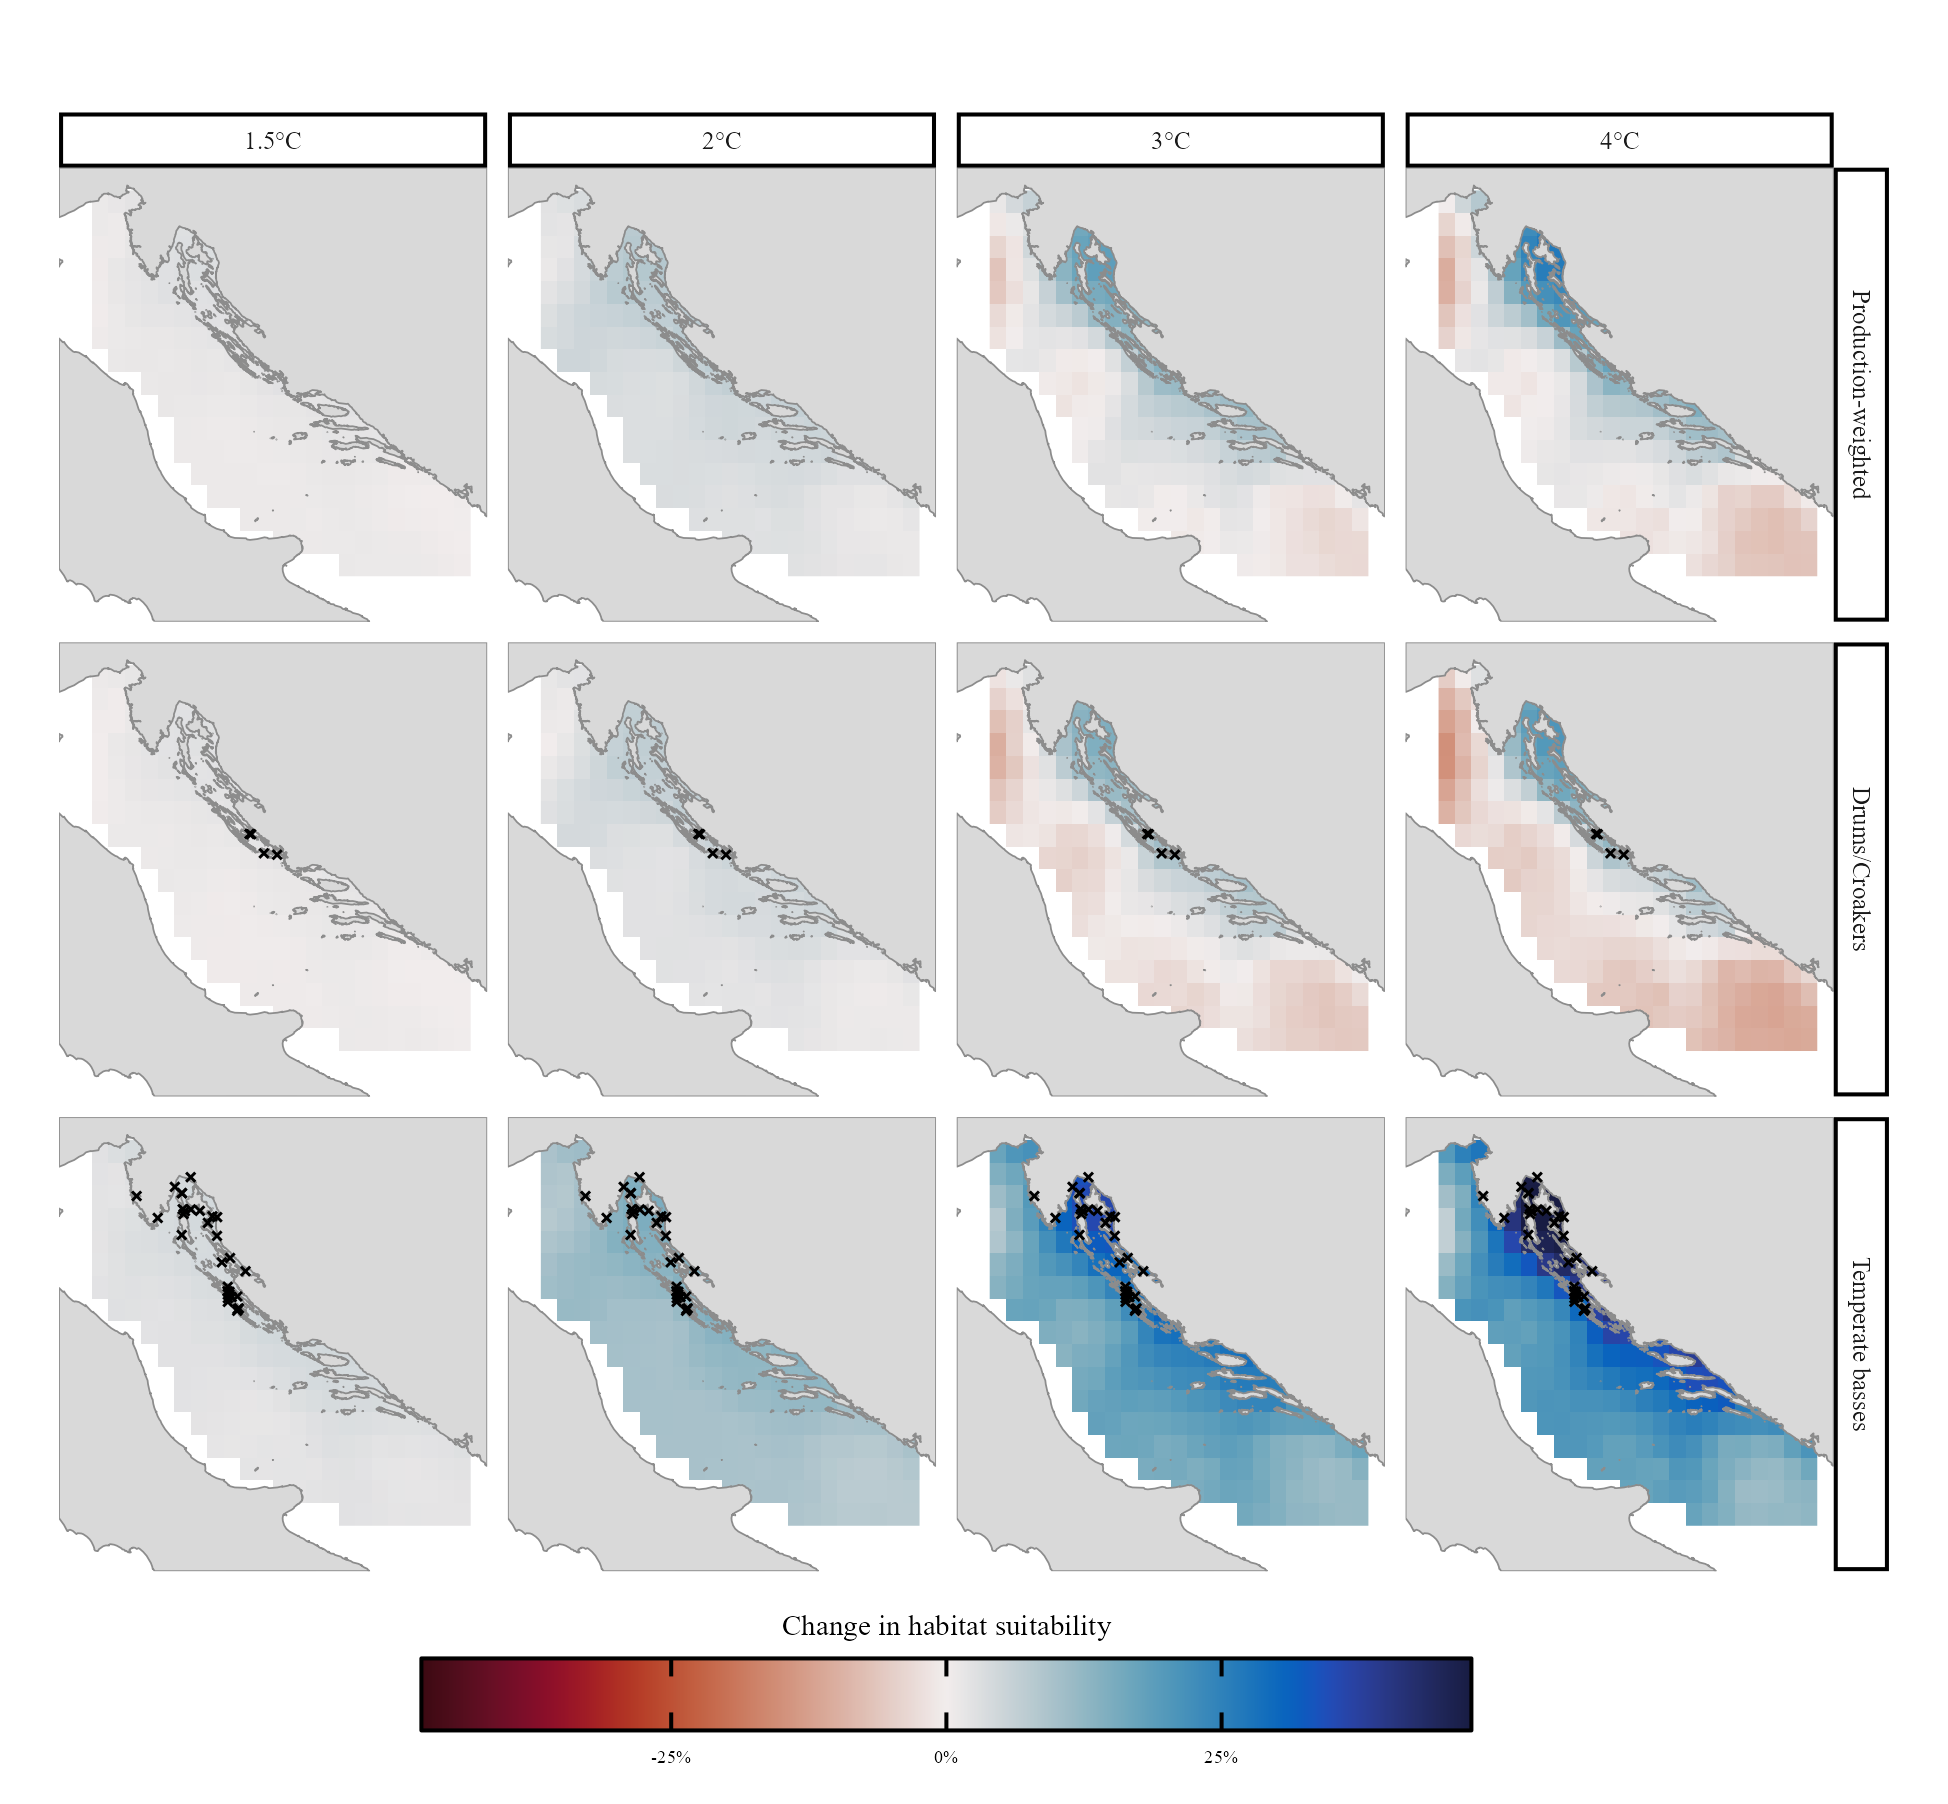 1.5°C
2°C
3°C
4°C
Production-weighted
Drums/Croakers
Temperate basses
Change in habitat suitability
-25%
0%
25%